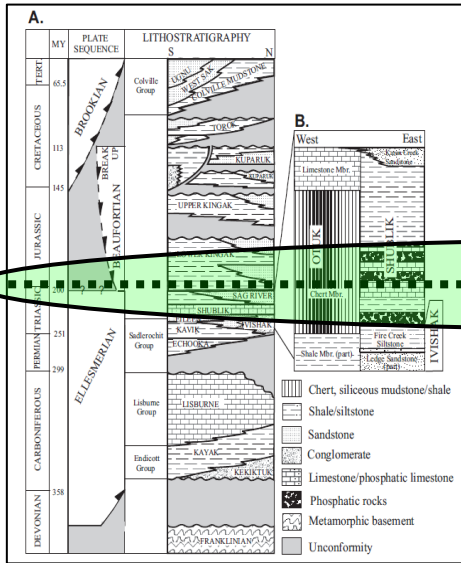 A.
MY
PLATE SEQUENCE
LITHOSTRATIGRAPHY
S N
TERT.
CRETACEOUS
JURASSIC
TRIASSIC
PERMIAN
CARBONIFEROUS
DEVONIAN
65.5
113
145
200
251
299
358
BROOKIAN
BREAK UP
BEAUFORTIAN
? ?
ELLESMERIAN
Colville Group
Sadlerochit Group
Lisburne Group
Endicott Group
UGNU
WEST SAK
COLVILLE MUDSTONE
TOROK
KUPARUK
KUPARUK
UPPER KINGAK
LOWER KINGAK
SAG RIVER
SHUBLIK
IVISHAK
KAVIK
ECHOOKA
LISBURNE
KAYAK
KEKIKTUK
FRANKLINIAN
B.
West East
Limestone Mbr.
OTUK
Chert Mbr.
Shale Mbr. (part)
Sandstone
SHUBLIK
Fire Creek Siltstone
Ledge Sandstone (part)
IVISHAK
Chert, siliceous mudstone/shale
Shale/siltstone
Sandstone
Conglomerate
Limestone/phosphatic limestone
Phosphatic rocks
Metamorphic basement
Unconformity